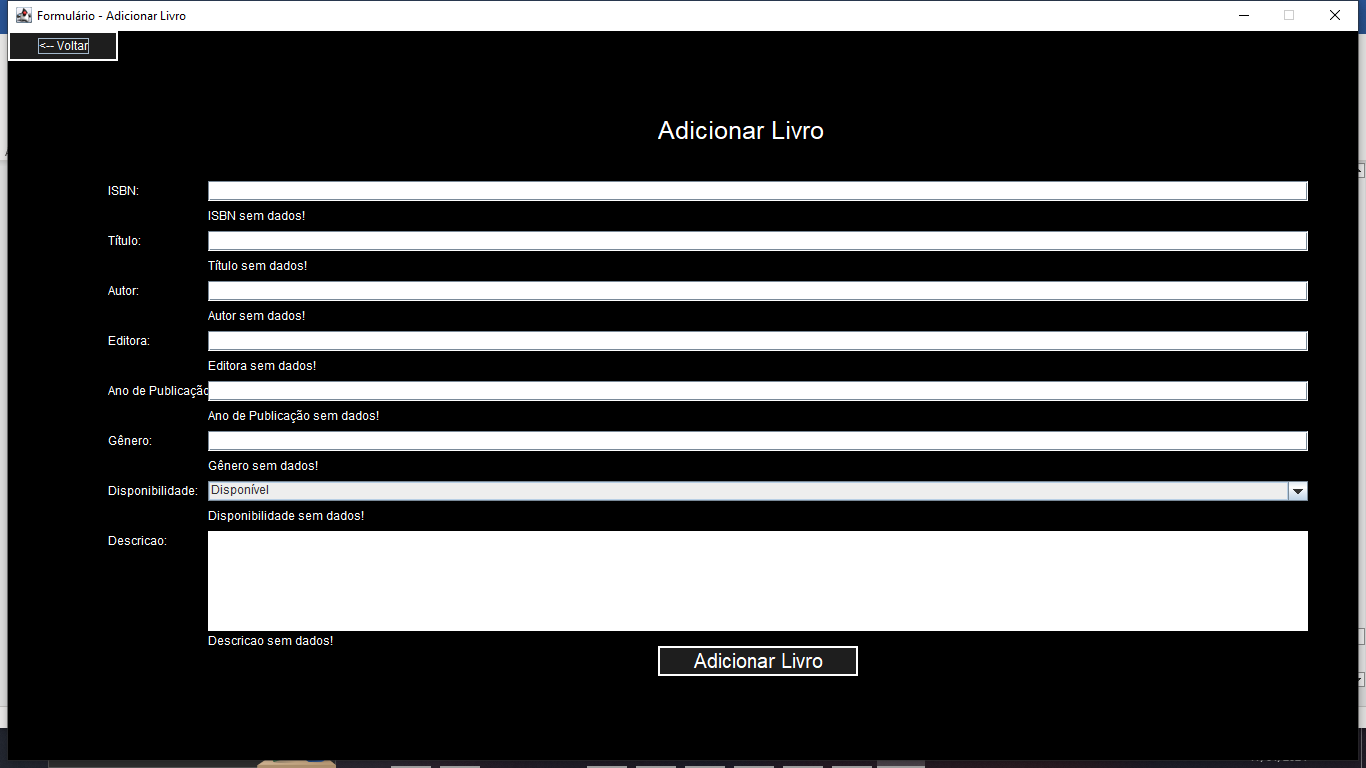 Formulário - Adicionar Livro
<-- Voltar
Adicionar Livro
ISBN:
ISBN sem dados!
Título:
Título sem dados!
Autor:
Autor sem dados!
Editora:
Editora sem dados!
Ano de Publicação
Ano de Publicação sem dados!
Gênero:
Gênero sem dados!
Disponibilidade: Disponível
Disponibilidade sem dados!
Descricao:
Descricao sem dados!
Adicionar Livro